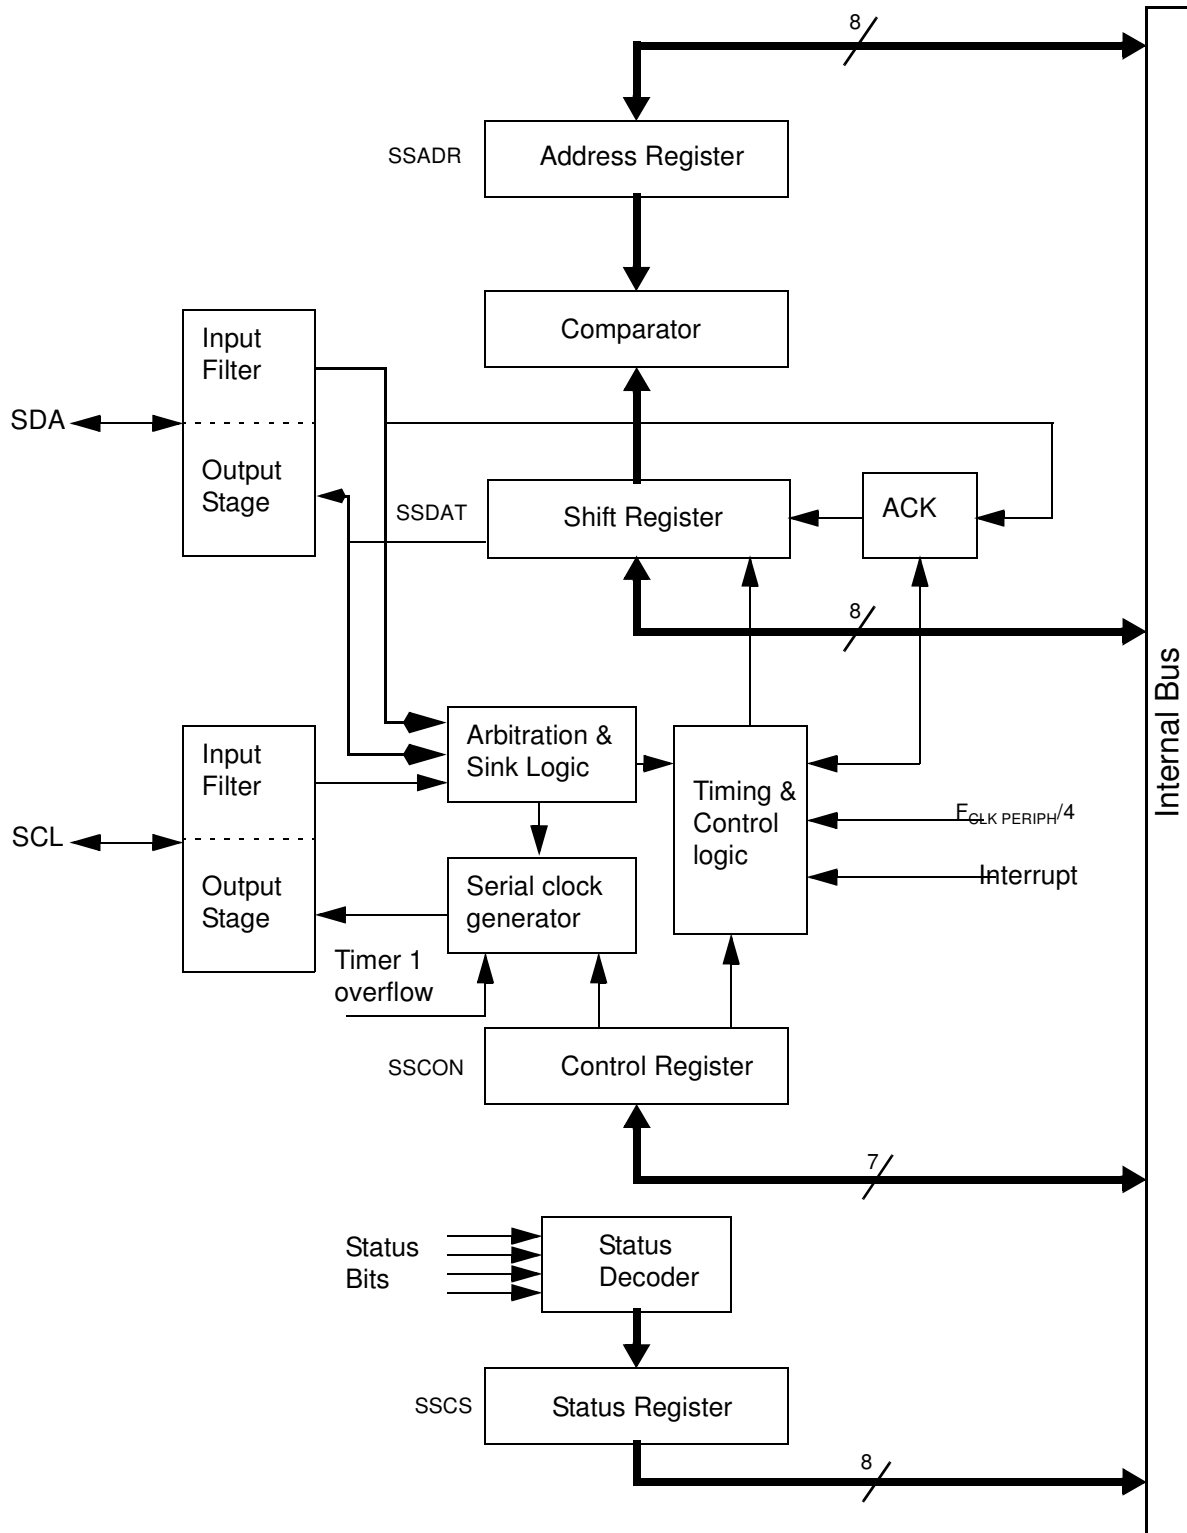 8
SSADR
Address Register
Comparator
Input
Filter
SDA
Output
Stage
SSDAT
Shift Register
ACK
8
Internal Bus
Input
Filter
SCL
Output
Stage
Arbitration &
Sink Logic
Timing &
Control
logic
FCLK PERIPH/4
Interrupt
Serial clock
generator
Timer 1
overflow
SSCON
Control Register
7
Status
Bits
Status
Decoder
SSCS
Status Register
8